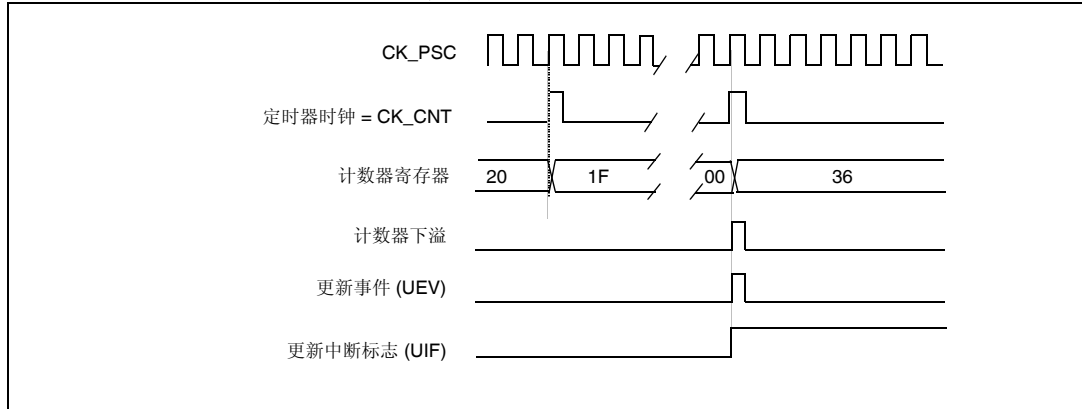 CK_PSC
定时器时钟 = CK_CNT
计数器寄存器 20 1F 00 36
计数器下溢
更新事件 (UEV)
更新中断标志 (UIF)